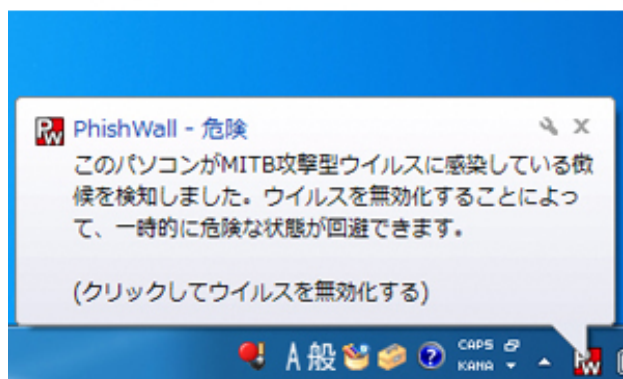 PhishWall - 危険
このパソコンがMITB攻撃型ウイルスに感染している徴
候を検知しました。ウイルスを無効化することによっ
て、一時的に危険な状態が回避できます。
(クリックしてウイルスを無効化する)
A 般 CAPS
KANA
PW